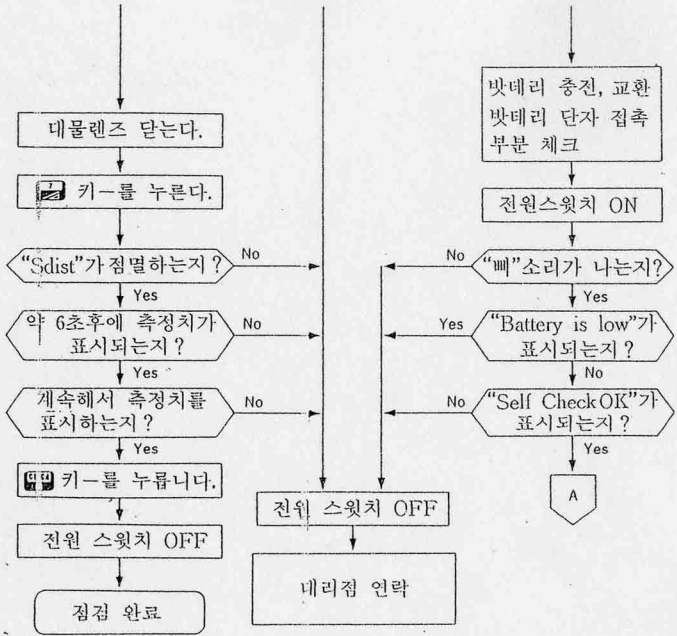 대물렌즈 닫는다.
키ー를 누른다.
“Sdist”가 점멸하는지?
No
Yes
약 6초후에 측정치가
표시되는지?
No
Yes
계속해서 측정치를
표시하는지?
No
Yes
키ー를 누릅니다.
전원 스윗치 OFF
점검 완료
전원 스윗치 OFF
대리점 연락
밧데리 충전, 교환
밧데리 단자 접촉
부분 체크
전원스윗치 ON
“삐”소리가 나는지?
No
Yes
“Battery is low”가
표시되는지?
Yes
No
“Self Check OK”가
표시되는지?
No
Yes
A